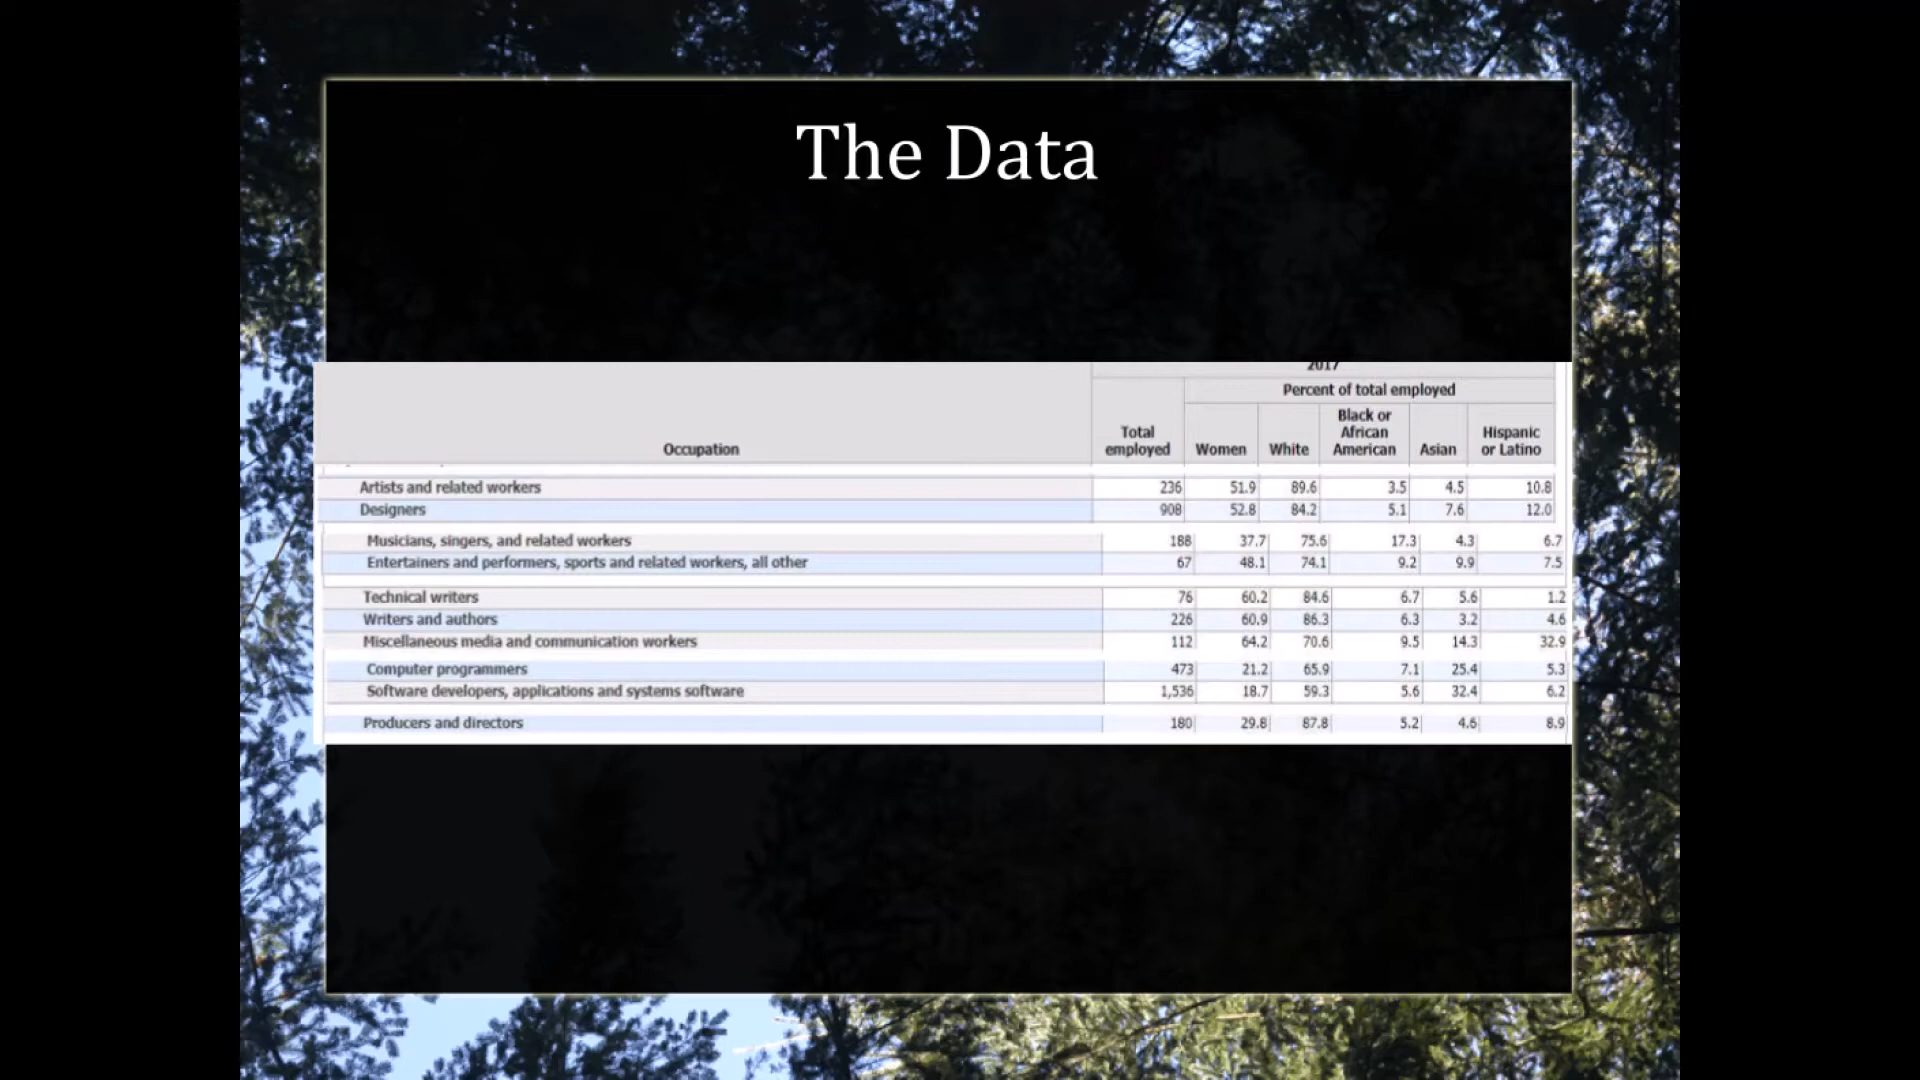 The Data
2017
Percent of total employed
Occupation Total employed Women White Black or African American Asian Hispanic or Latino
Artists and related workers 236 51.9 89.6 3.5 4.5 10.8
Designers 908 52.8 84.2 5.1 7.6 12.0
Musicians, singers, and related workers 188 37.7 75.6 17.3 4.3 6.7
Entertainers and performers, sports and related workers, all other 67 48.1 74.1 9.2 9.9 7.5
Technical writers 76 60.2 84.6 6.7 5.6 1.2
Writers and authors 226 60.9 86.3 6.3 3.2 4.6
Miscellaneous media and communication workers 112 64.2 70.6 9.5 14.3 32.9
Computer programmers 473 21.2 65.9 7.1 25.4 5.3
Software developers, applications and systems software 1,536 18.7 59.3 5.6 32.4 6.2
Producers and directors 180 29.8 87.8 5.2 4.6 8.9